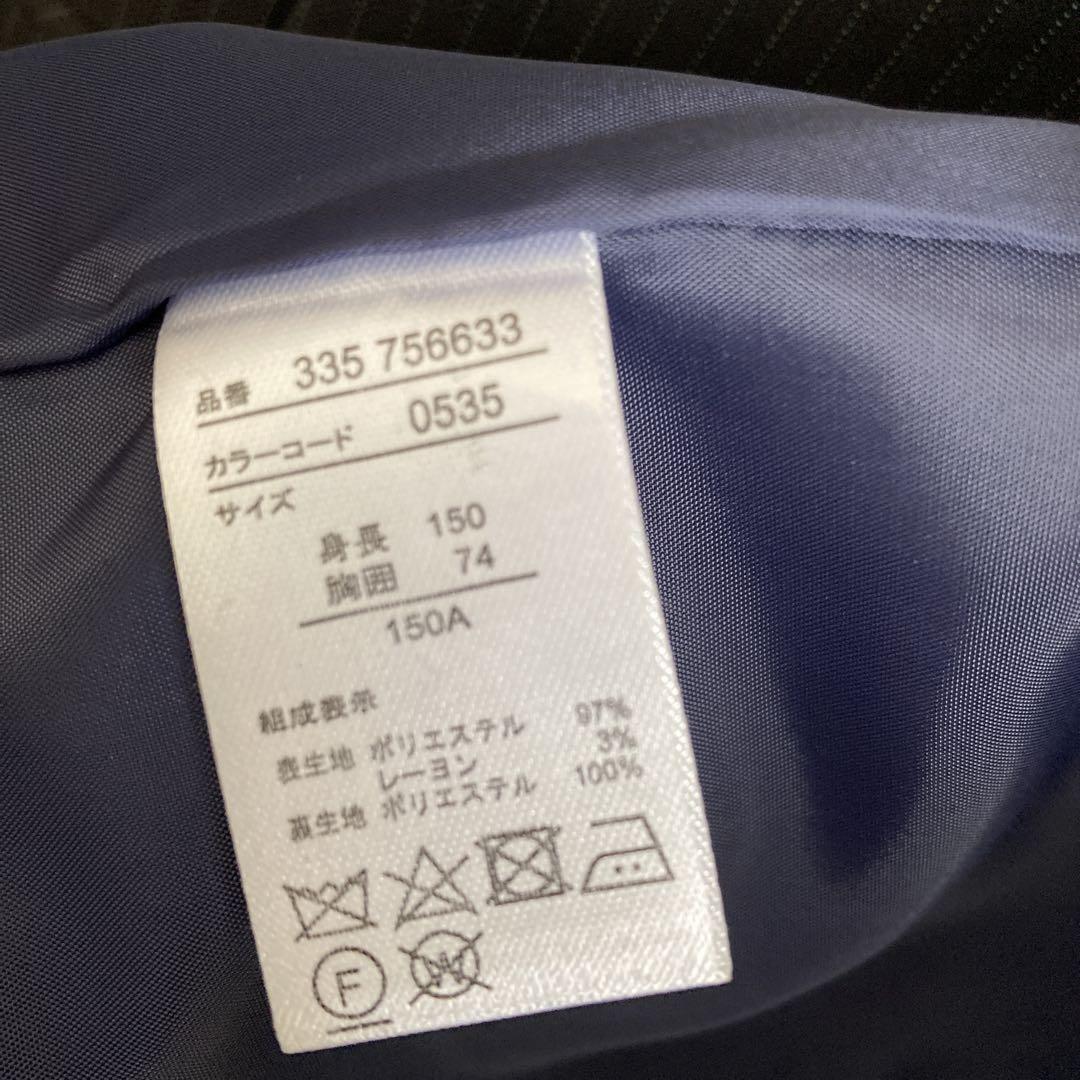 品番 335 756633
カラーコード 0535
サイズ
身長 150
胸囲 74
150A
組成表示
表生地 ポリエステル 97%
レーヨン 3%
裏生地 ポリエステル 100%
F
W